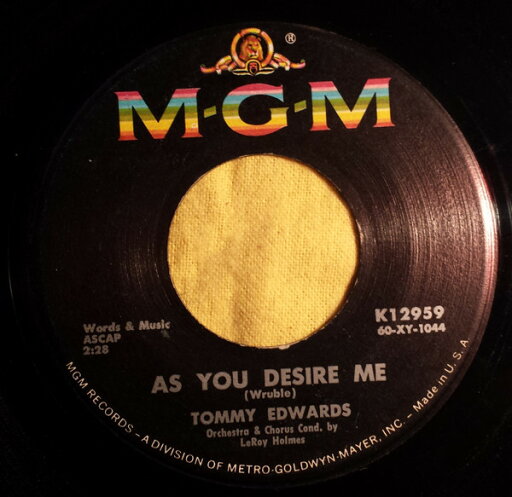 ®
M-G-M
Words & Music
ASCAP
2:28
K12959
60-XY-1044
AS YOU DESIRE ME
(Wruble)
TOMMY EDWARDS
Orchestra & Chorus Cond. by
LeRoy Holmes
MGM RECORDS – A DIVISION OF METRO-GOLDWYN-MAYER, INC. – Made in U.S.A